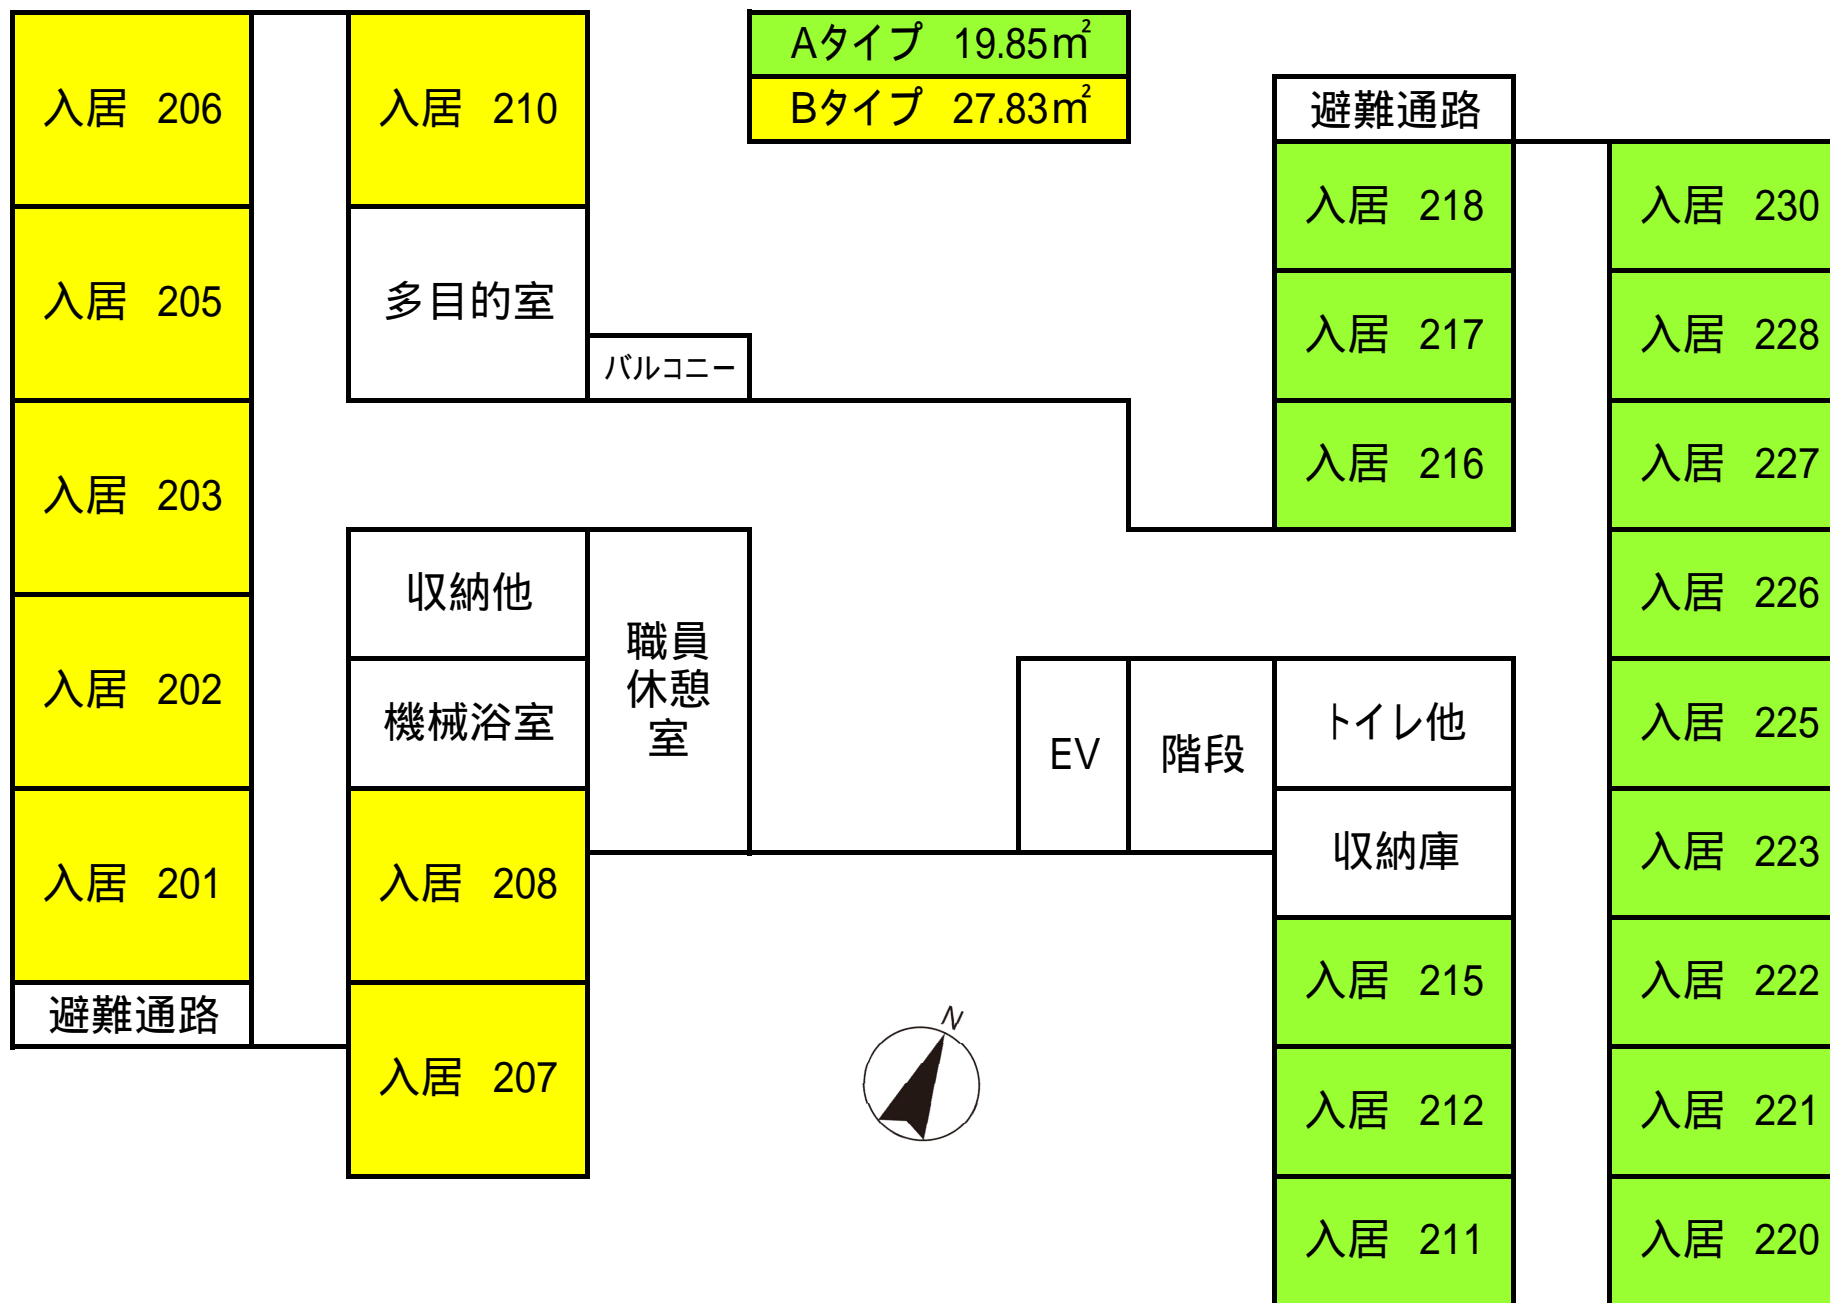 入居 206
入居 210
Aタイプ 19.85㎡
Bタイプ 27.83㎡
避難通路
入居 218
入居 230
入居 205
多目的室
バルコニー
入居 217
入居 228
入居 203
入居 216
入居 227
収納他
職員
休憩
室
入居 226
入居 202
機械浴室
EV
階段
トイレ他
入居 225
入居 201
入居 208
収納庫
入居 223
避難通路
入居 215
入居 222
入居 207
N
入居 212
入居 221
入居 211
入居 220